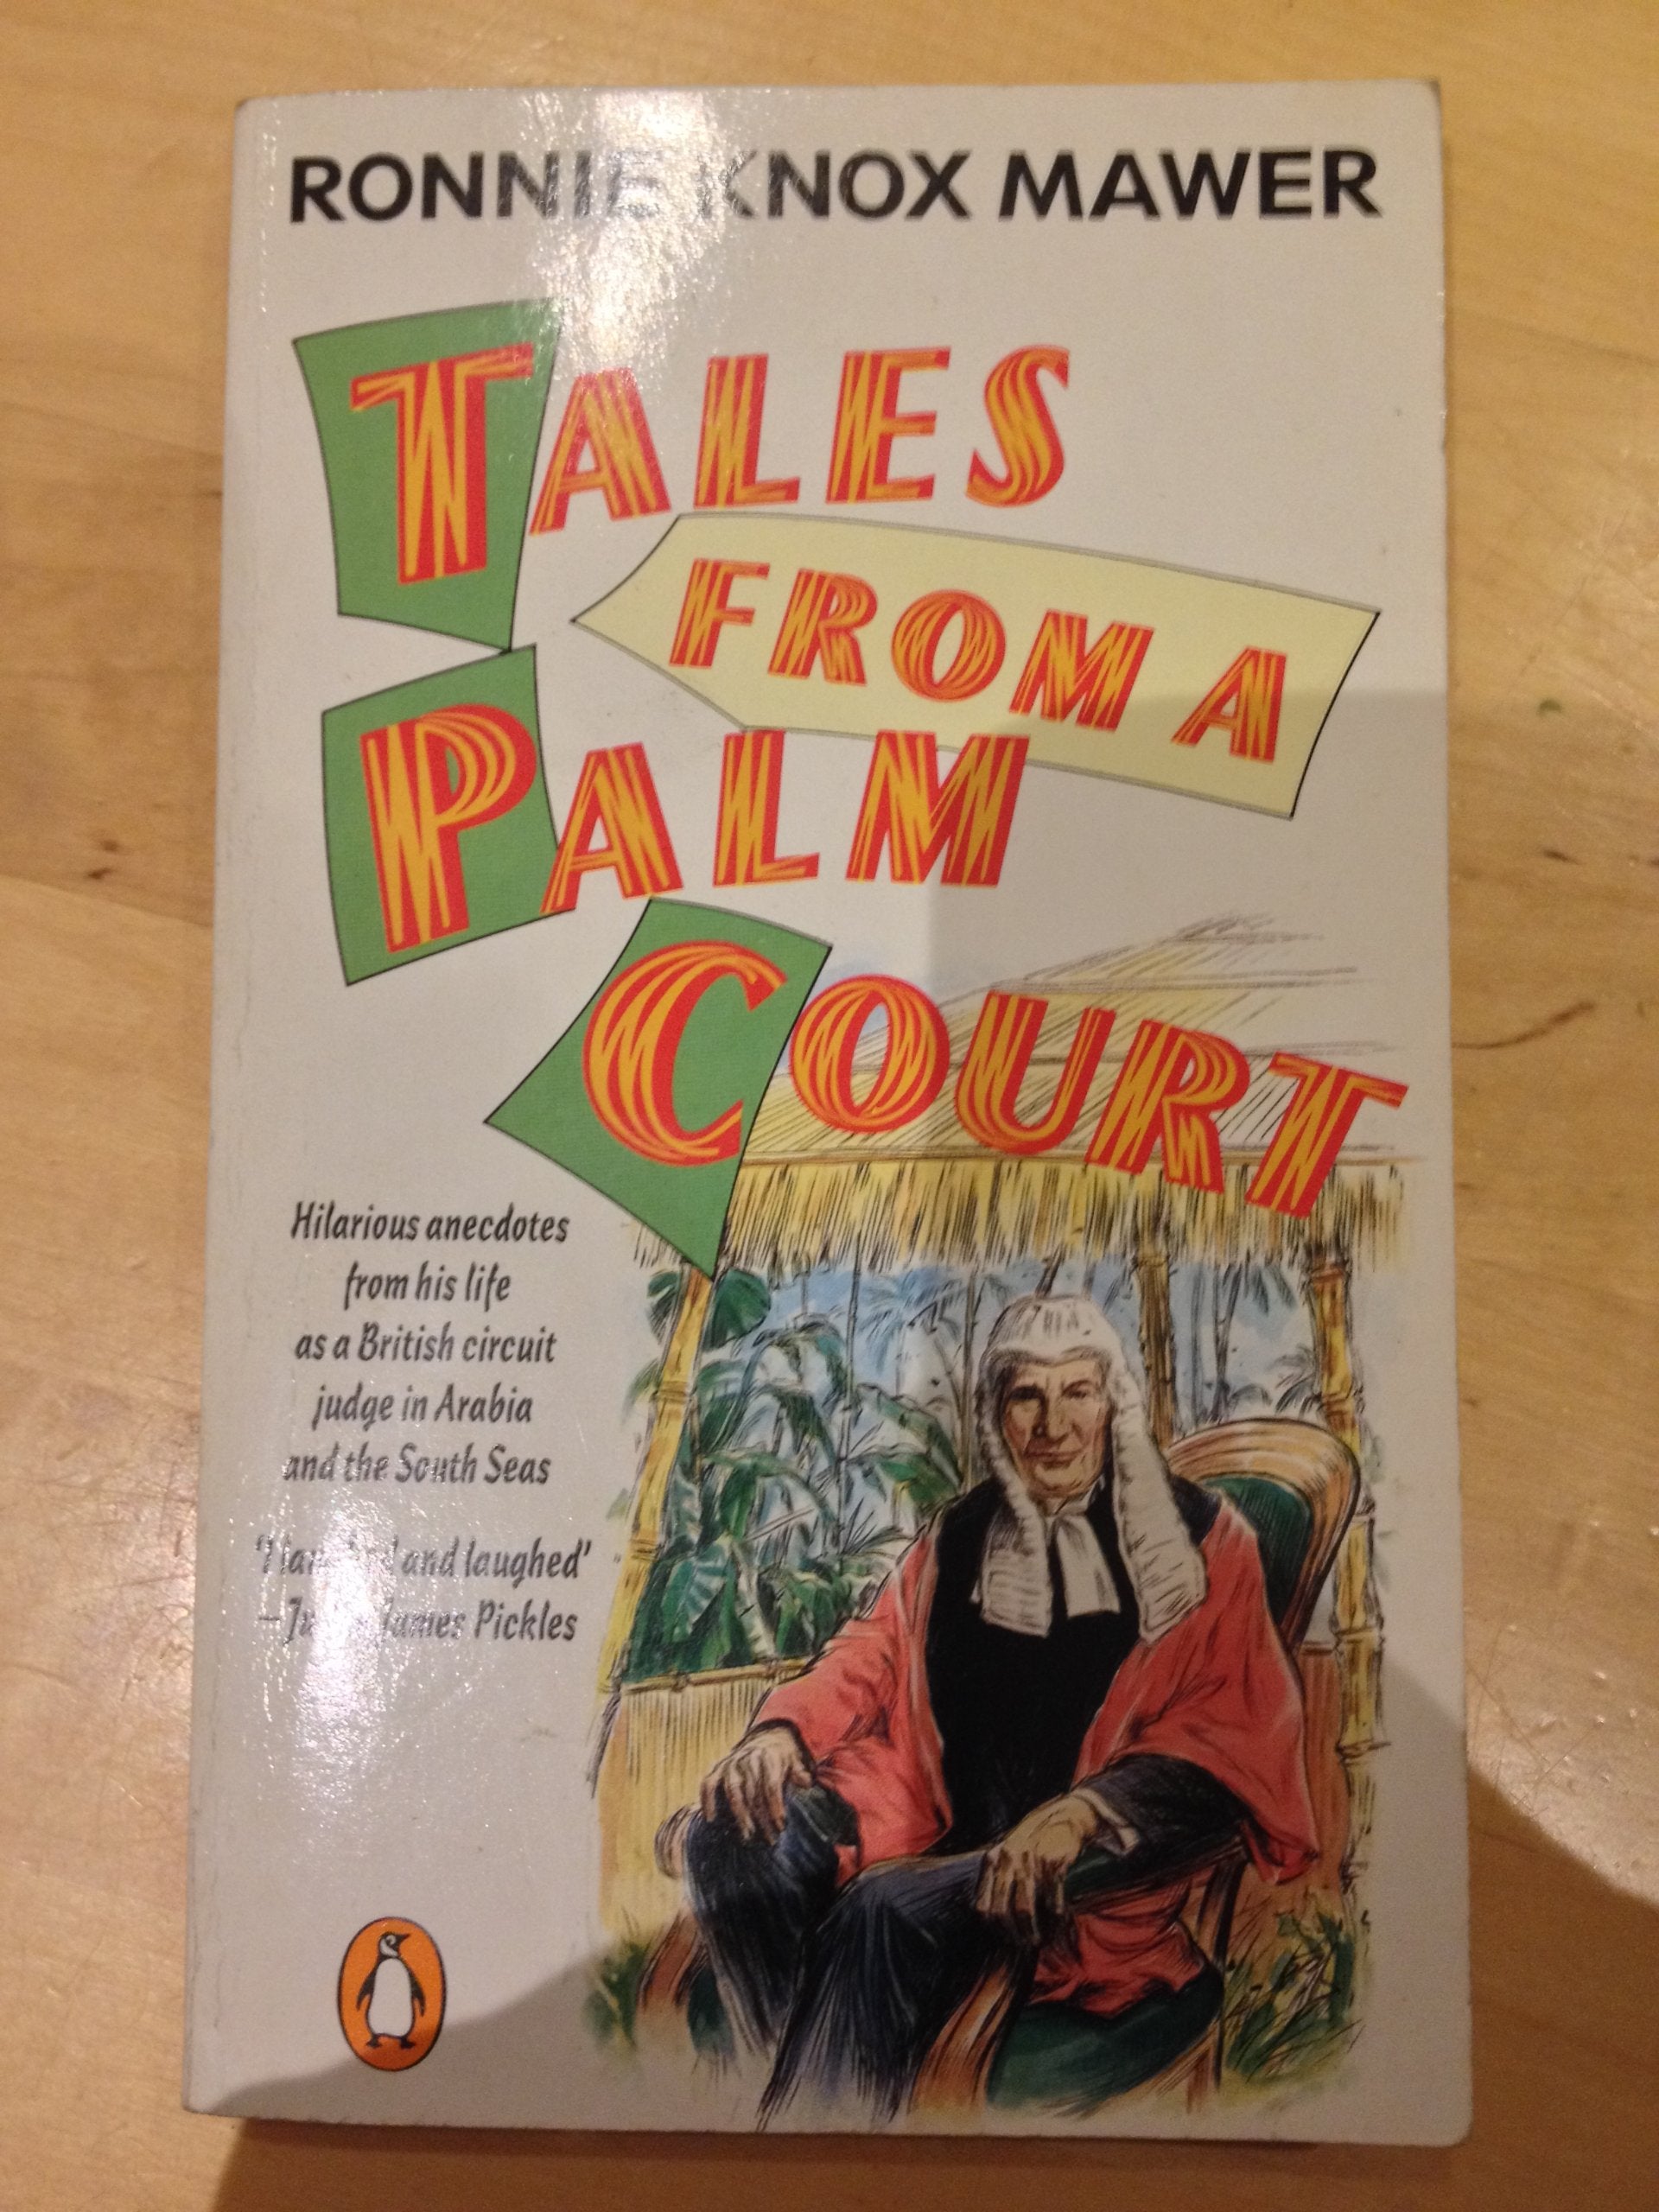 RONNIE KNOX MAWER
TALES
FROM A
PALM
COURT
Hilarious anecdotes
from his life
as a British circuit
judge in Arabia
and the South Seas
and laughed'
James Pickles